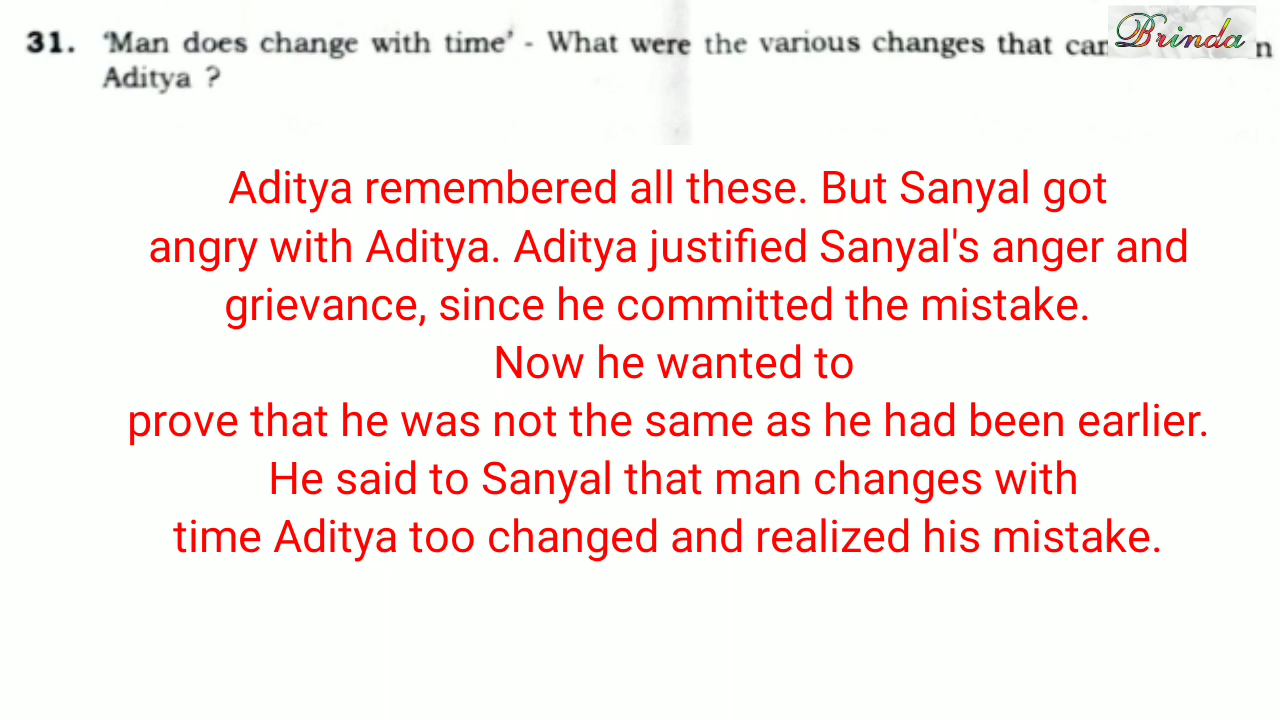 31. 'Man does change with time' - What were the various changes that
Brinda
Aditya ?
Aditya remembered all these. But Sanyal got
angry with Aditya. Aditya justified Sanyal's anger and
grievance, since he committed the mistake.
Now he wanted to
prove that he was not the same as he had been earlier.
He said to Sanyal that man changes with
time Aditya too changed and realized his mistake.